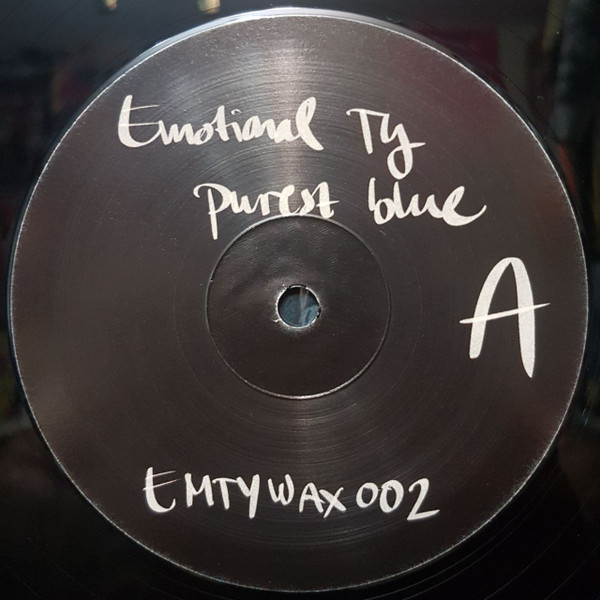 Emotional Ty
purest blue
A
EMTYWAX002